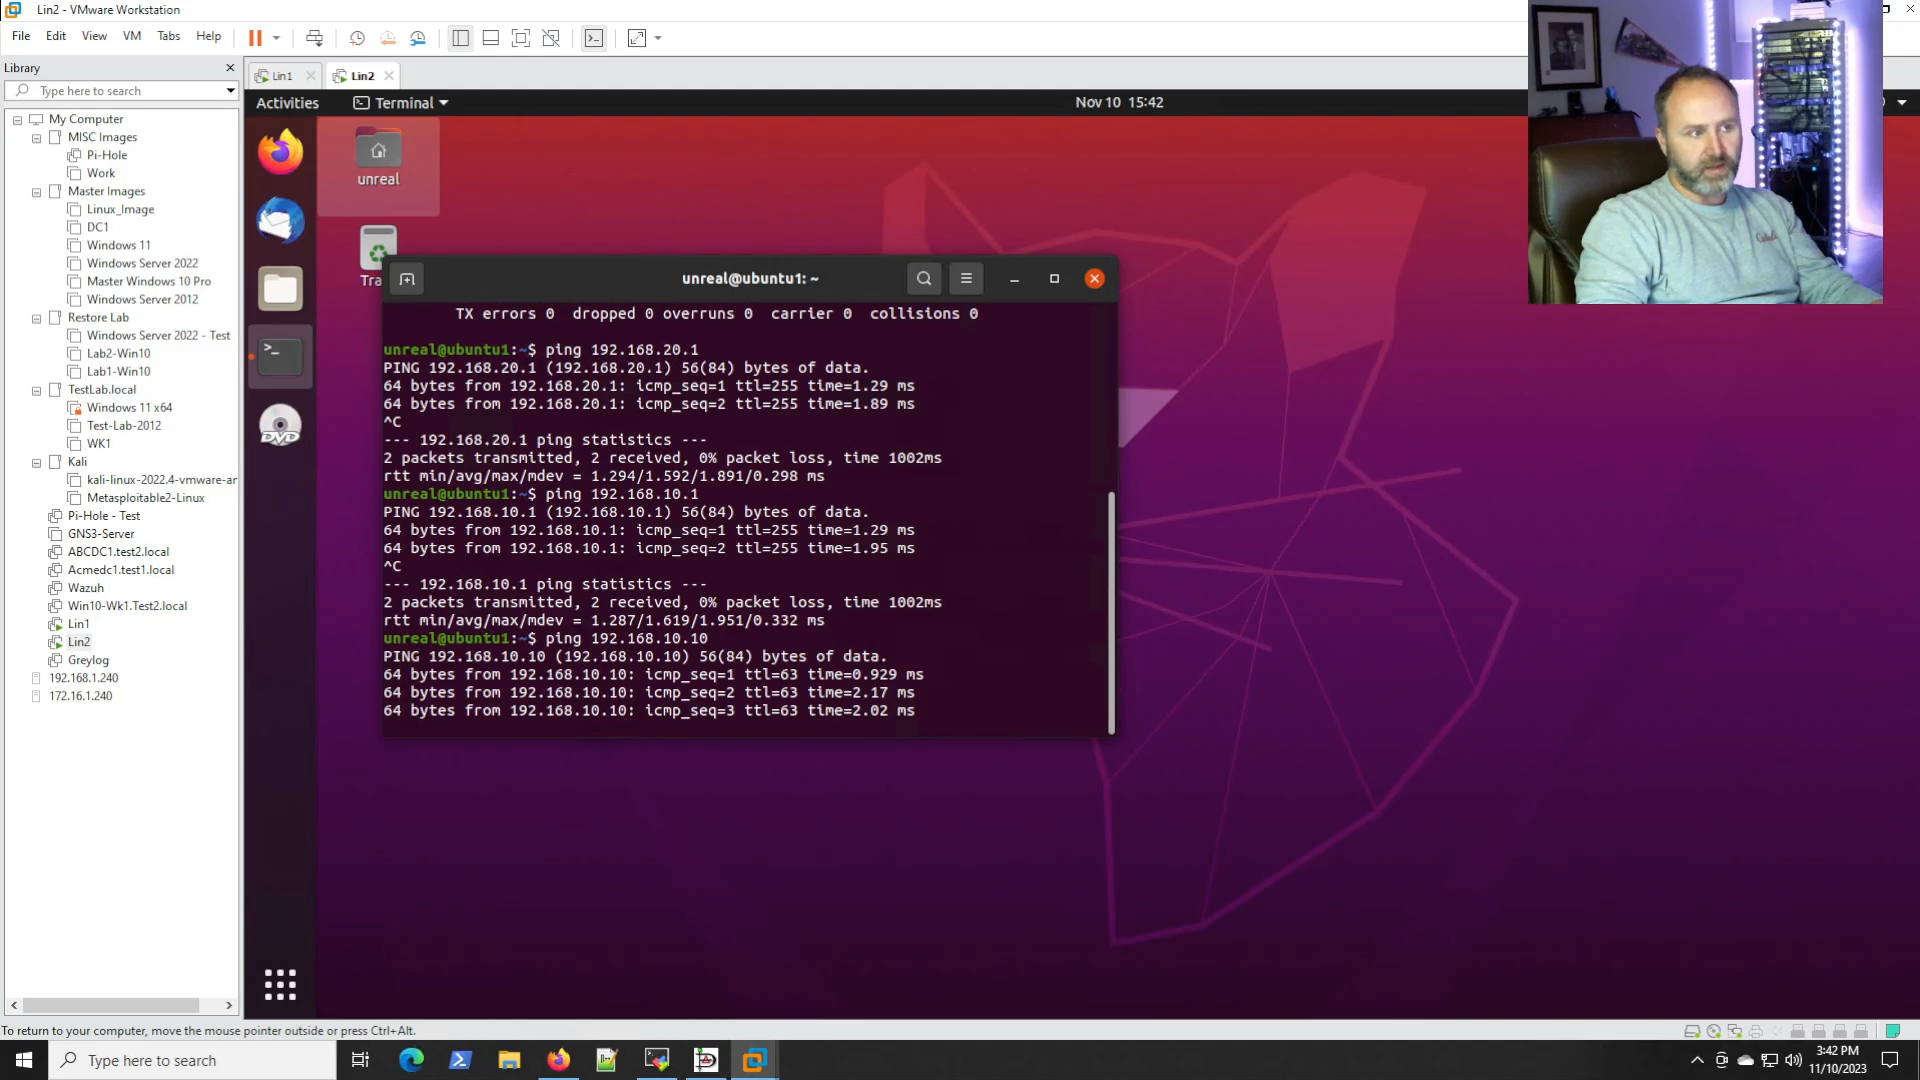 Lin2 - VMware Workstation
File Edit View VM Tabs Help
Library
Type here to search
My Computer
MISC Images
Pi-Hole
Work
Master Images
Linux_Image
DC1
Windows 11
Windows Server 2022
Master Windows 10 Pro
Windows Server 2012
Restore Lab
Windows Server 2022 - Test
Lab2-Win10
Lab1-Win10
TestLab.local
Windows 11 x64
Test-Lab-2012
WK1
Kali
kali-linux-2022.4-vmware-ar
Metasploitable2-Linux
Pi-Hole - Test
GNS3-Server
ABCDC1.test2.local
Acmedc1.test1.local
Wazuh
Win10-Wk1.Test2.local
Lin1
Lin2
Greylog
192.168.1.240
172.16.1.240
Lin1 Lin2
Activities Terminal Nov 10 15:42
unreal
Tra
DVD
unreal@ubuntu1: ~
TX errors 0 dropped 0 overruns 0 carrier 0 collisions 0
unreal@ubuntu1:~$ ping 192.168.20.1
PING 192.168.20.1 (192.168.20.1) 56(84) bytes of data.
64 bytes from 192.168.20.1: icmp_seq=1 ttl=255 time=1.29 ms
64 bytes from 192.168.20.1: icmp_seq=2 ttl=255 time=1.89 ms
^C
--- 192.168.20.1 ping statistics ---
2 packets transmitted, 2 received, 0% packet loss, time 1002ms
rtt min/avg/max/mdev = 1.294/1.592/1.891/0.298 ms
unreal@ubuntu1:~$ ping 192.168.10.1
PING 192.168.10.1 (192.168.10.1) 56(84) bytes of data.
64 bytes from 192.168.10.1: icmp_seq=1 ttl=255 time=1.29 ms
64 bytes from 192.168.10.1: icmp_seq=2 ttl=255 time=1.95 ms
^C
--- 192.168.10.1 ping statistics ---
2 packets transmitted, 2 received, 0% packet loss, time 1002ms
rtt min/avg/max/mdev = 1.287/1.619/1.951/0.332 ms
unreal@ubuntu1:~$ ping 192.168.10.10
PING 192.168.10.10 (192.168.10.10) 56(84) bytes of data.
64 bytes from 192.168.10.10: icmp_seq=1 ttl=63 time=0.929 ms
64 bytes from 192.168.10.10: icmp_seq=2 ttl=63 time=2.17 ms
64 bytes from 192.168.10.10: icmp_seq=3 ttl=63 time=2.02 ms
To return to your computer, move the mouse pointer outside or press Ctrl+Alt.
Type here to search
3:42 PM
11/10/2023